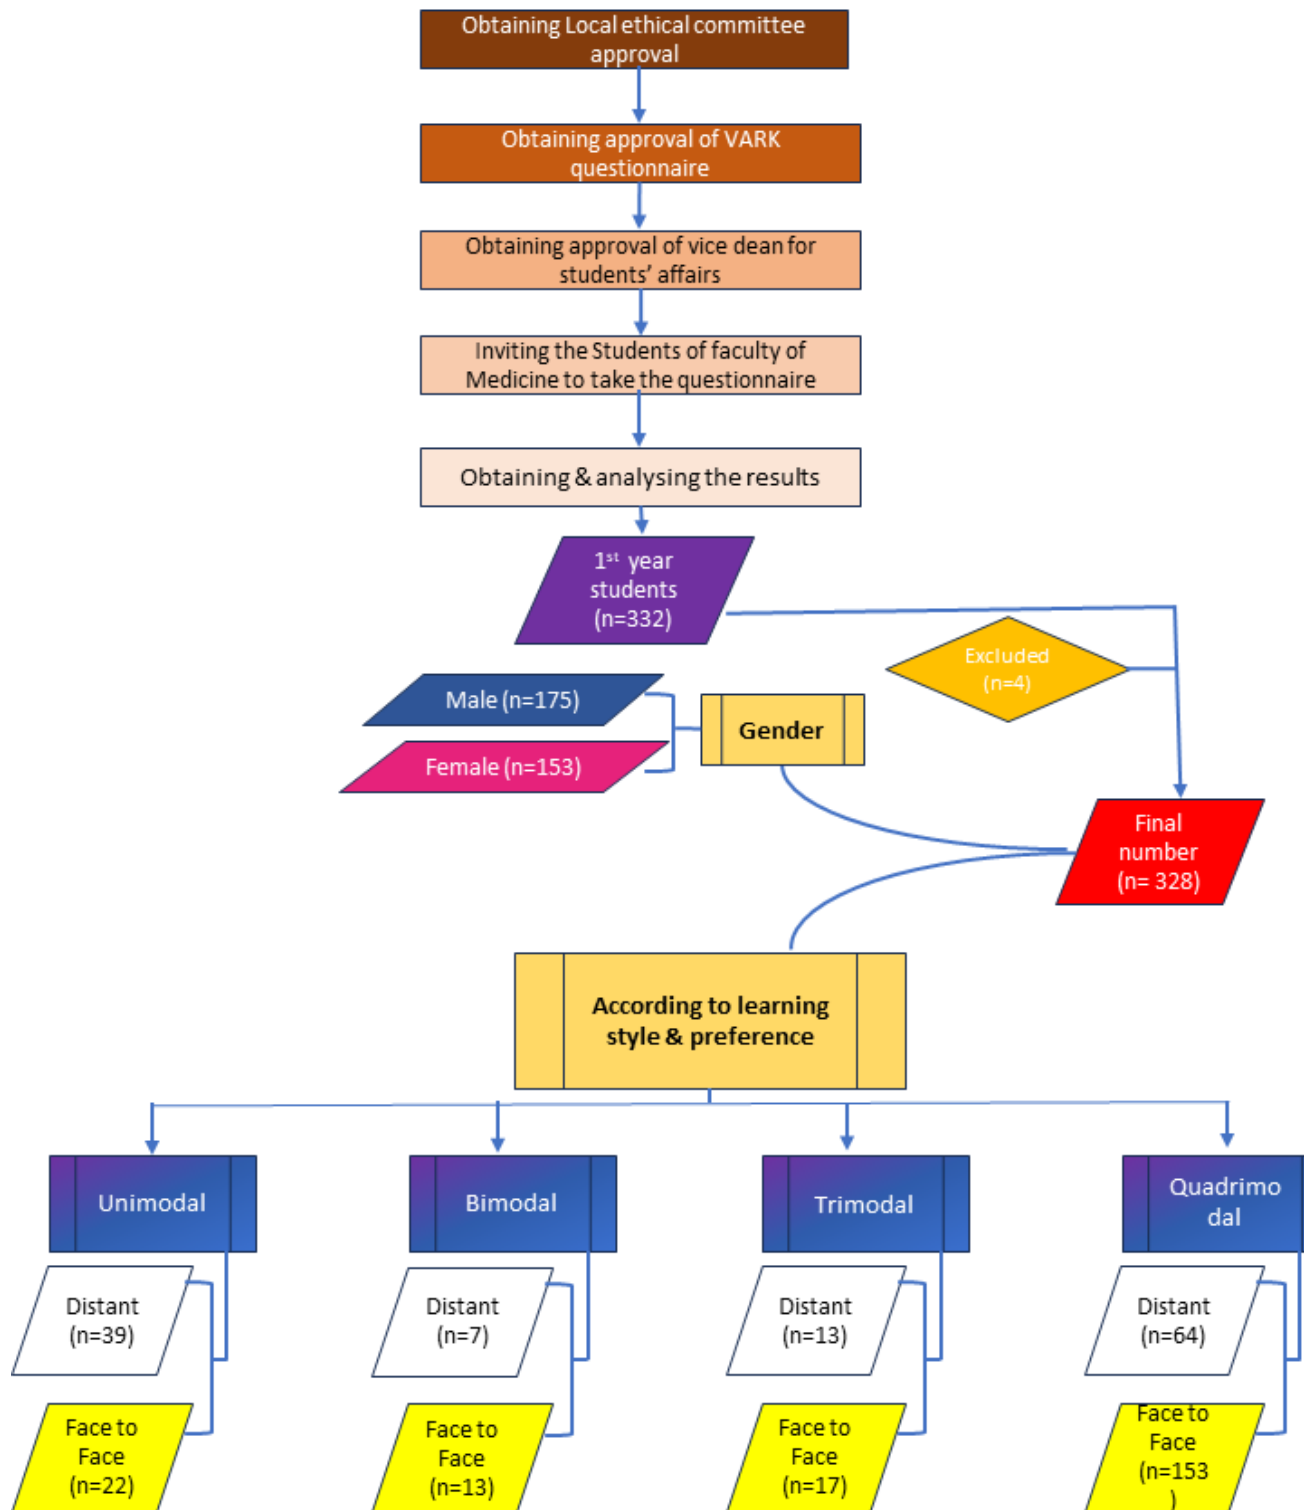 Obtaining Local ethical committee
approval
Obtaining approval of VARK
questionnaire
Obtaining approval of vice dean for
students’ affairs
Inviting the Students of faculty of
Medicine to take the questionnaire
Obtaining & analysing the results
1st year
students
(n=332)
Excluded
(n=4)
Male (n=175)
Gender
Female (n=153)
Final
number
(n= 328)
According to learning
style & preference
Unimodal
Bimodal
Trimodal
Quadrimo
dal
Distant
(n=39)
Distant
(n=7)
Distant
(n=13)
Distant
(n=64)
Face to
Face
(n=22)
Face to
Face
(n=13)
Face to
Face
(n=17)
Face to
Face
(n=153
)